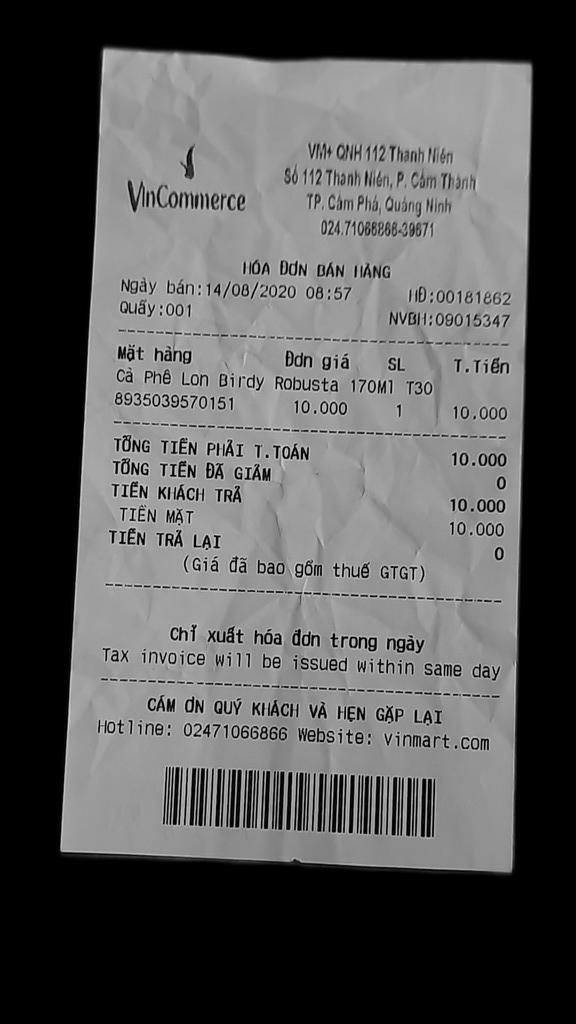 VinCommerce
VM+ QNH 112 Thanh Niên
Số 112 Thanh Niên, P. Cẩm Thành
TP. Cẩm Phả, Quảng Ninh
024.71066866-39671
HÓA ĐƠN BÁN HÀNG
Ngày bán:14/08/2020 08:57 HĐ:00181862
Quầy:001 NVBH:09015347
Mặt hàng Đơn giá SL T.Tiền
Cà Phê Lon Birdy Robusta 170Ml T30
8935039570151 10.000 1 10.000
TỔNG TIỀN PHẢI T.TOÁN 10.000
TỔNG TIỀN ĐÃ GIẢM 0
TIỀN KHÁCH TRẢ 10.000
TIỀN MẶT 10.000
TIỀN TRẢ LẠI 0
(Giá đã bao gồm thuế GTGT)
Chỉ xuất hóa đơn trong ngày
Tax invoice will be issued within same day
CẢM ƠN QUÝ KHÁCH VÀ HẸN GẶP LẠI
Hotline: 02471066866 Website: vinmart.com